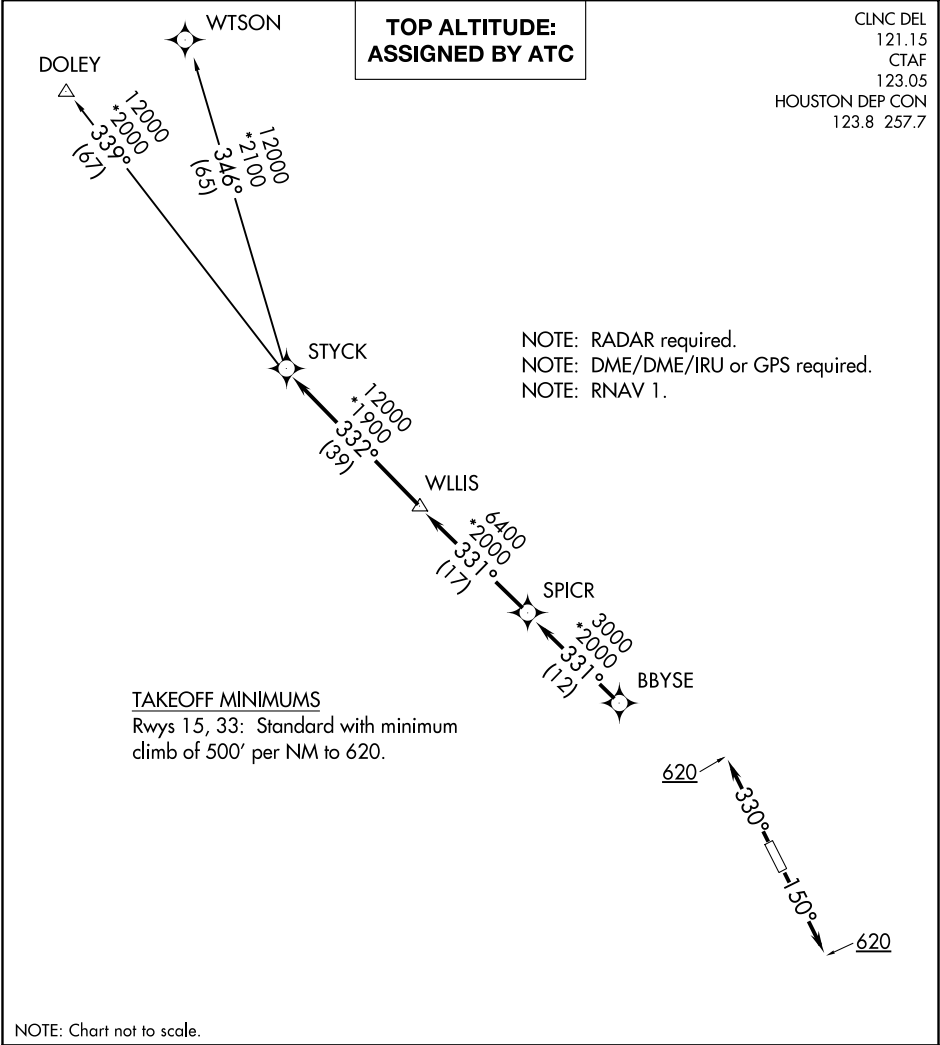 TOP ALTITUDE:
ASSIGNED BY ATC
CLNC DEL
121.15
CTAF
123.05
HOUSTON DEP CON
123.8 257.7
WTSON
DOLEY
12000
*2000
339°
(67)
12000
*2100
346°
(65)
STYCK
NOTE: RADAR required.
NOTE: DME/DME/IRU or GPS required.
NOTE: RNAV 1.
12000
*1900
332°
(39)
WLLIS
6400
*2000
331°
(17)
SPICR
3000
*2000
331°
(12)
BBYSE
TAKEOFF MINIMUMS
Rwys 15, 33: Standard with minimum
climb of 500' per NM to 620.
620
330°
150°
620
NOTE: Chart not to scale.